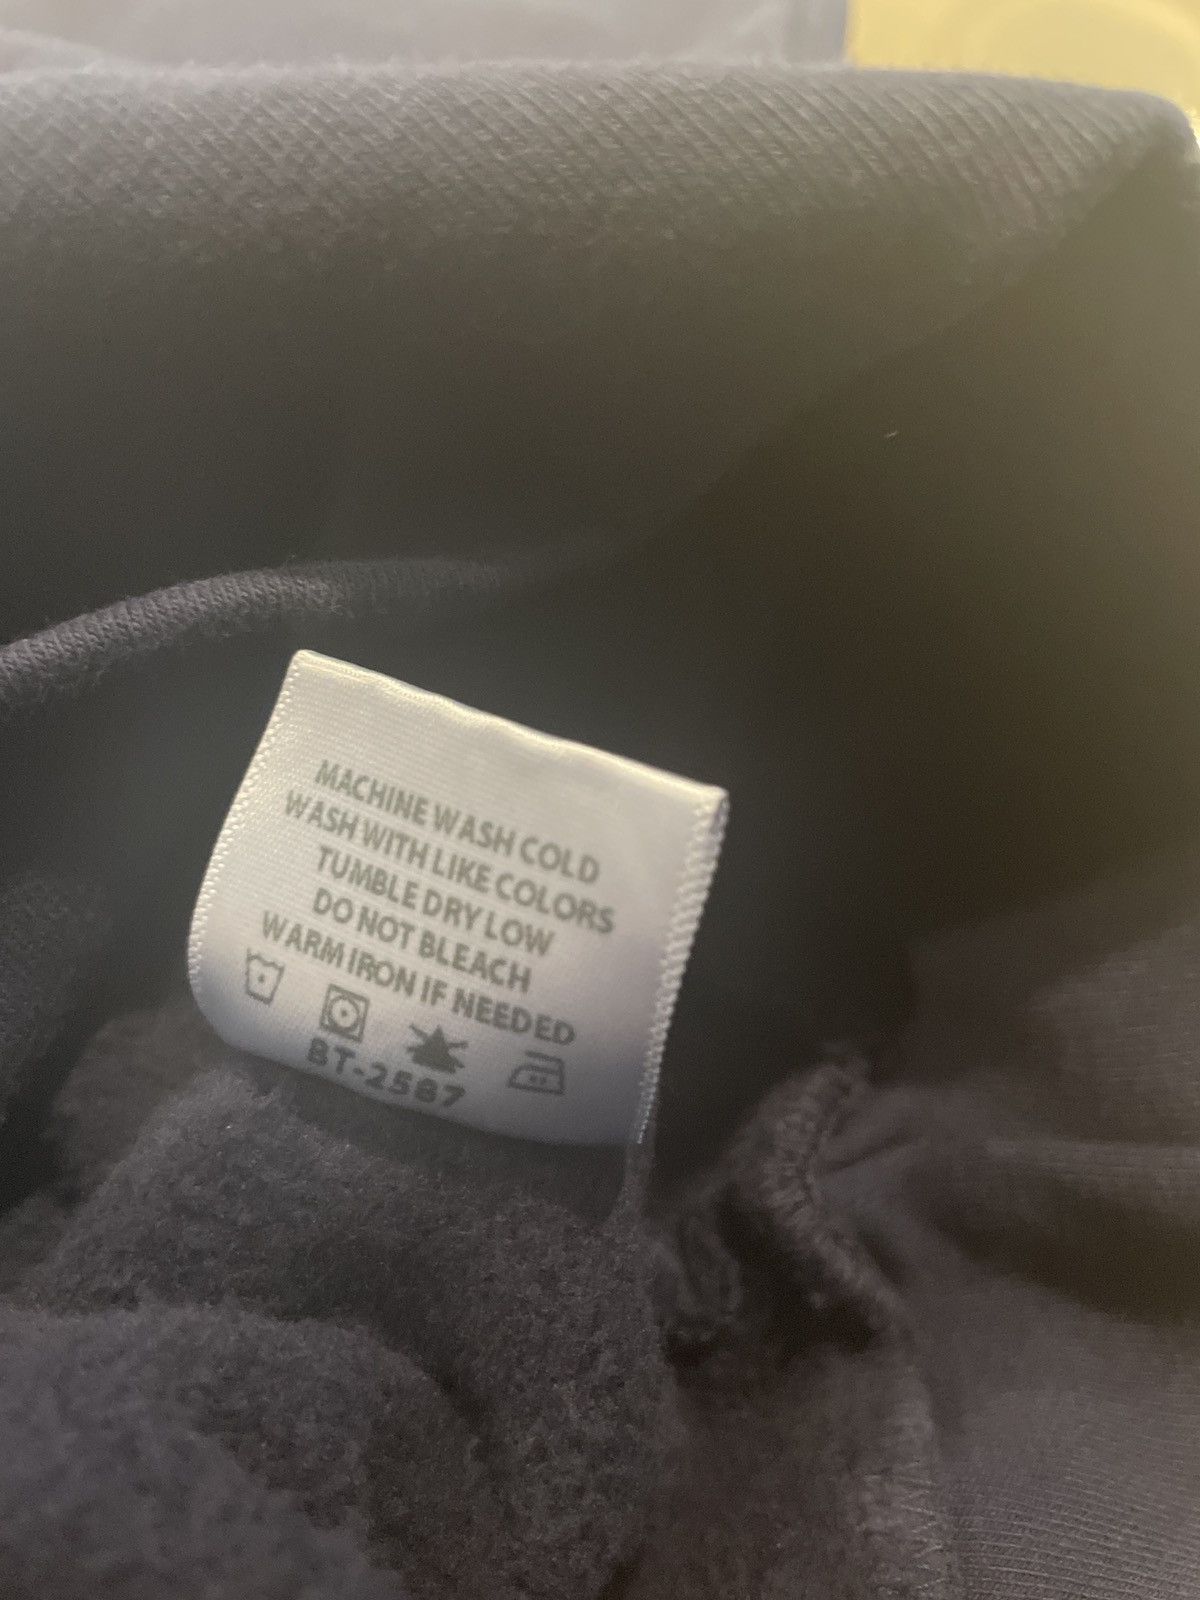 MACHINE WASH COLD
WASH WITH LIKE COLORS
TUMBLE DRY LOW
DO NOT BLEACH
WARM IRON IF NEEDED
BT-2587